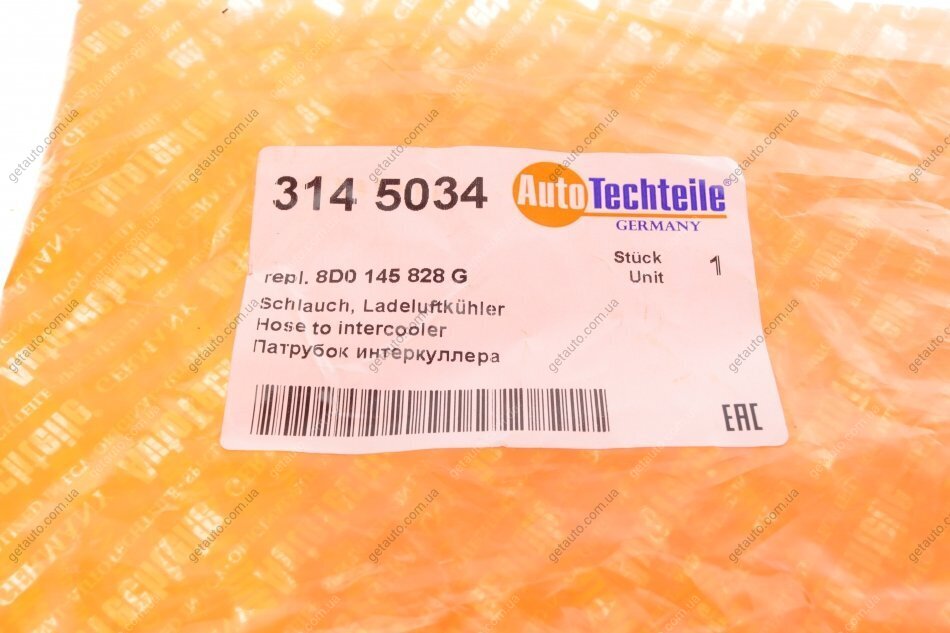 314 5034
AutoTechteile®
GERMANY
repl. 8D0 145 828 G
Stück
Unit
1
Schlauch, Ladeluftkühler
Hose to intercooler
Патрубок интеркуллера
EAC
getauto.com.ua